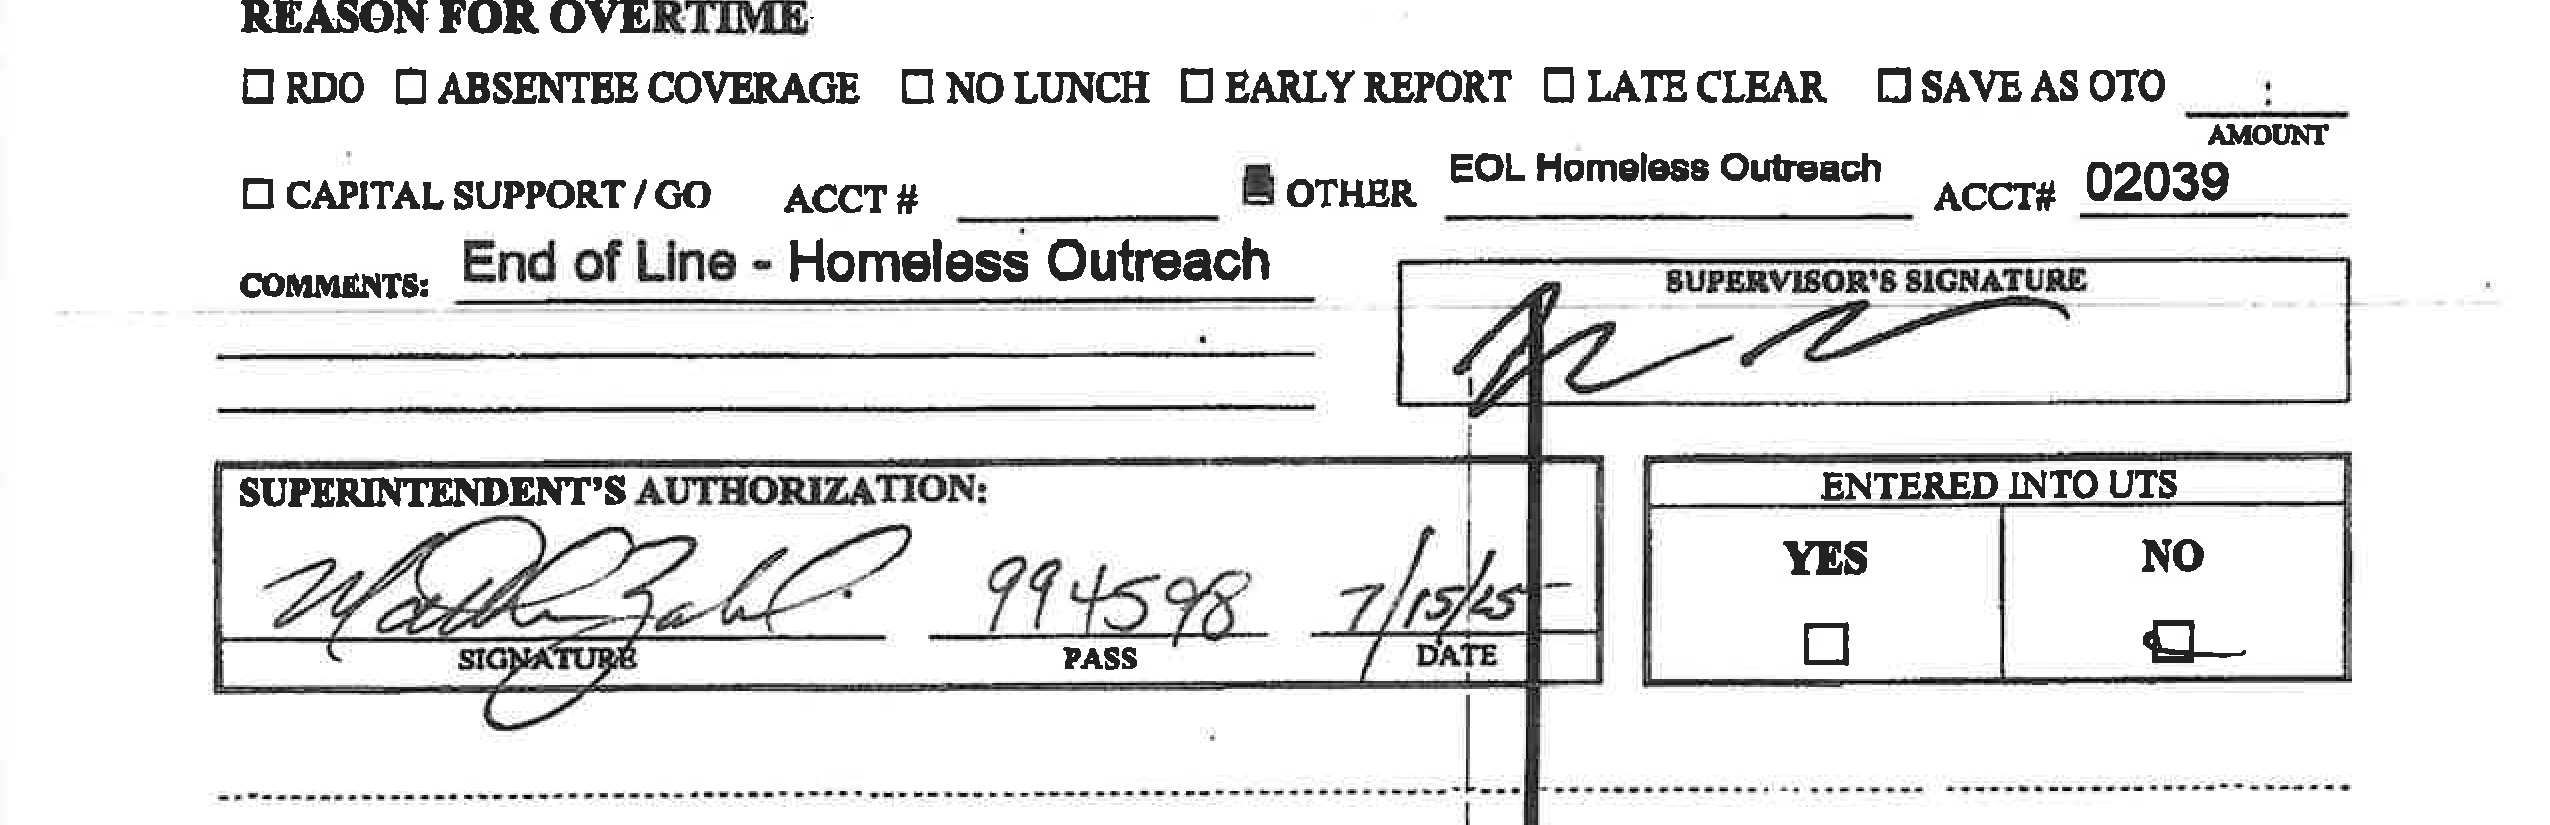 REASON FOR OVERTIME
☐ RDO ☐ ABSENTEE COVERAGE ☐ NO LUNCH ☐ EARLY REPORT ☐ LATE CLEAR ☐ SAVE AS OTO :
AMOUNT
☐ CAPITAL SUPPORT / GO ACCT # ■ OTHER EOL Homeless Outreach ACCT# 02039
COMMENTS: End of Line - Homeless Outreach
SUPERVISOR'S SIGNATURE
SUPERINTENDENT'S AUTHORIZATION:
994598 7/15/25
SIGNATURE PASS DATE
ENTERED INTO UTS
YES NO